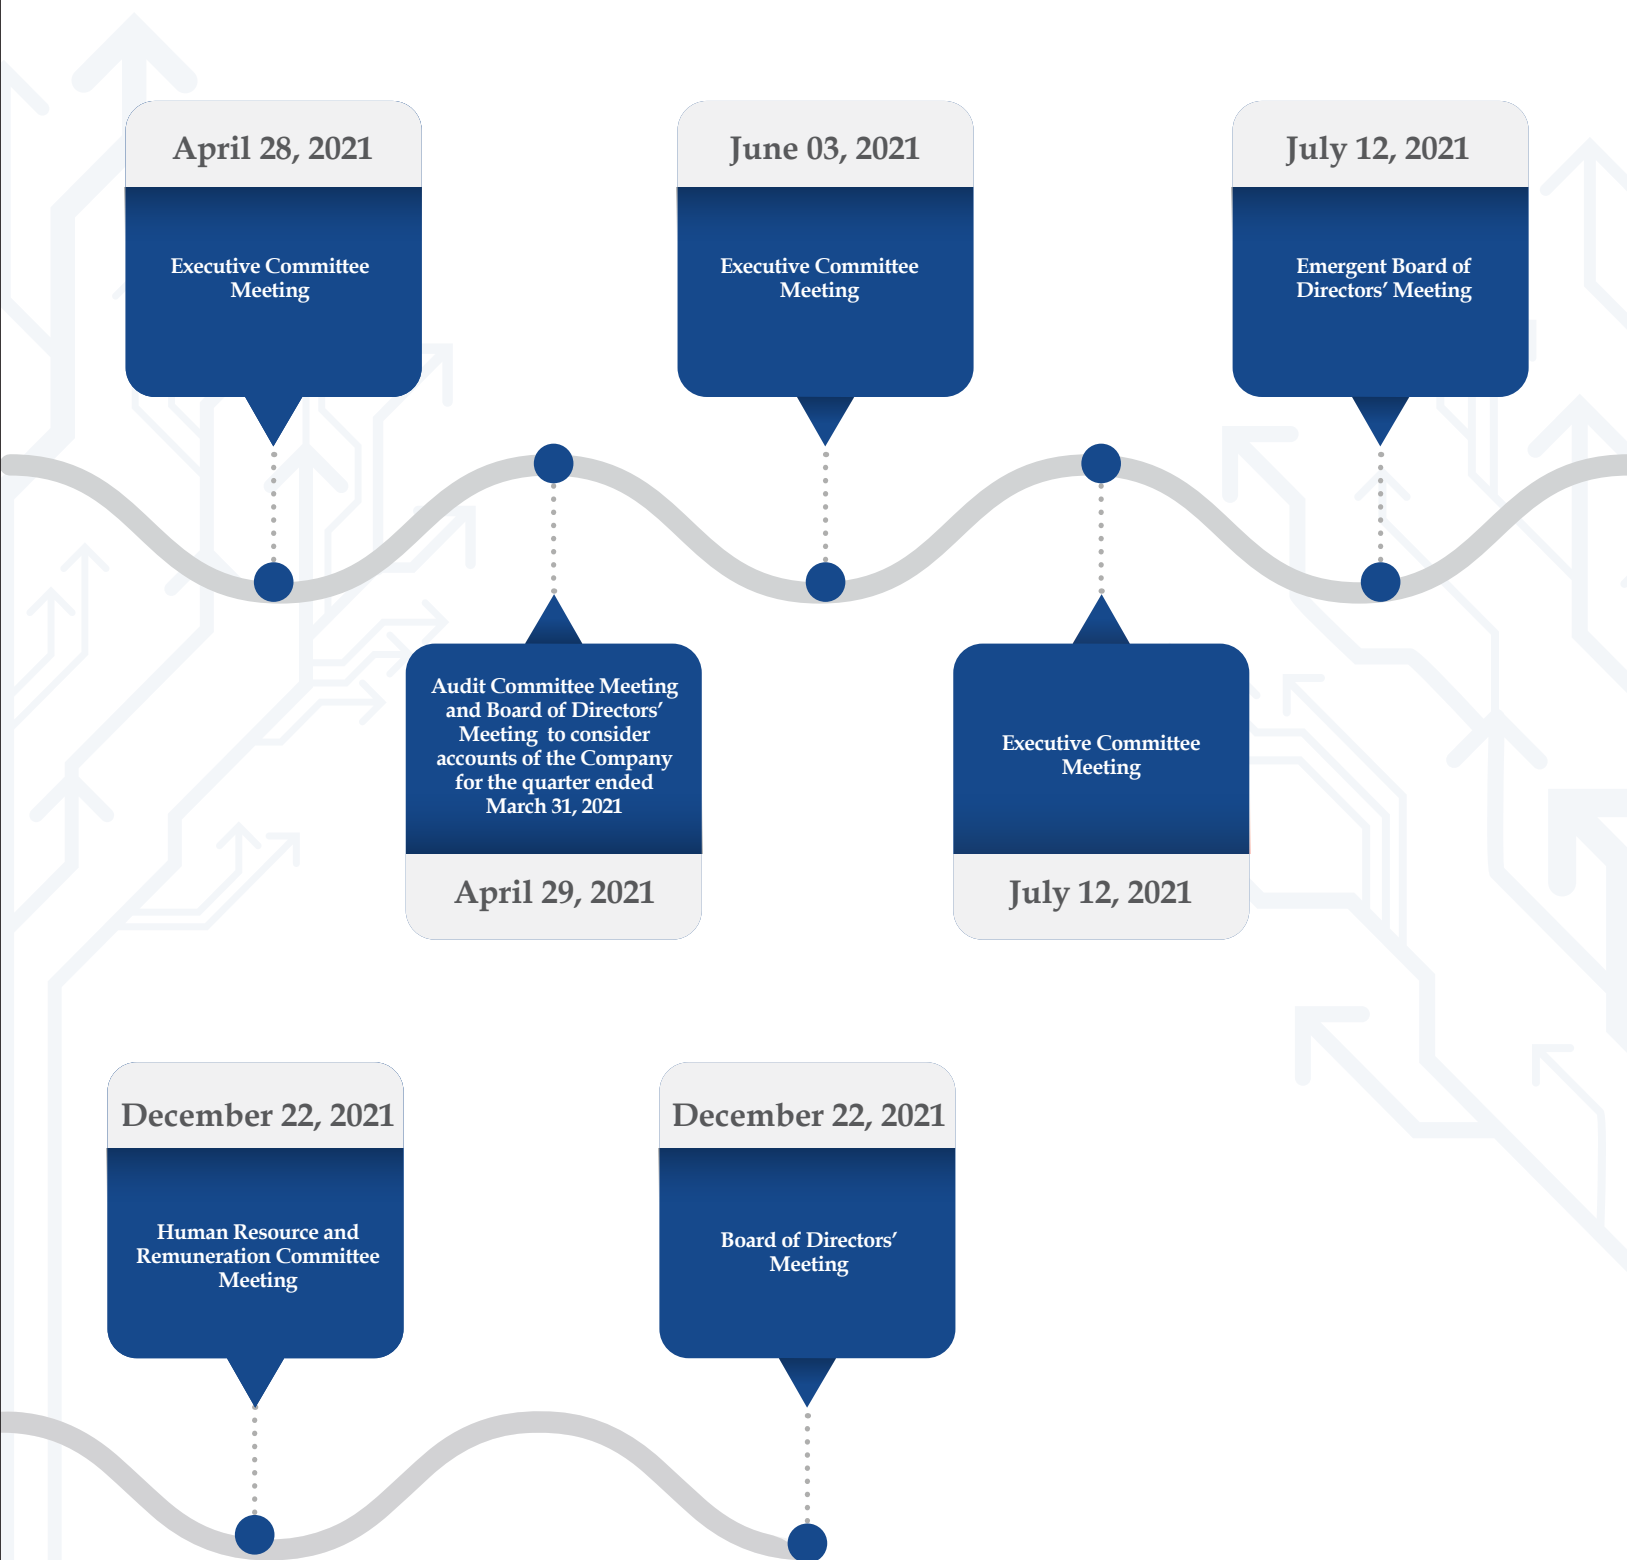 April 28, 2021
Executive Committee
Meeting
June 03, 2021
Executive Committee
Meeting
July 12, 2021
Emergent Board of
Directors’ Meeting
Audit Committee Meeting
and Board of Directors’
Meeting to consider
accounts of the Company
for the quarter ended
March 31, 2021
April 29, 2021
Executive Committee
Meeting
July 12, 2021
December 22, 2021
Human Resource and
Remuneration Committee
Meeting
December 22, 2021
Board of Directors’
Meeting